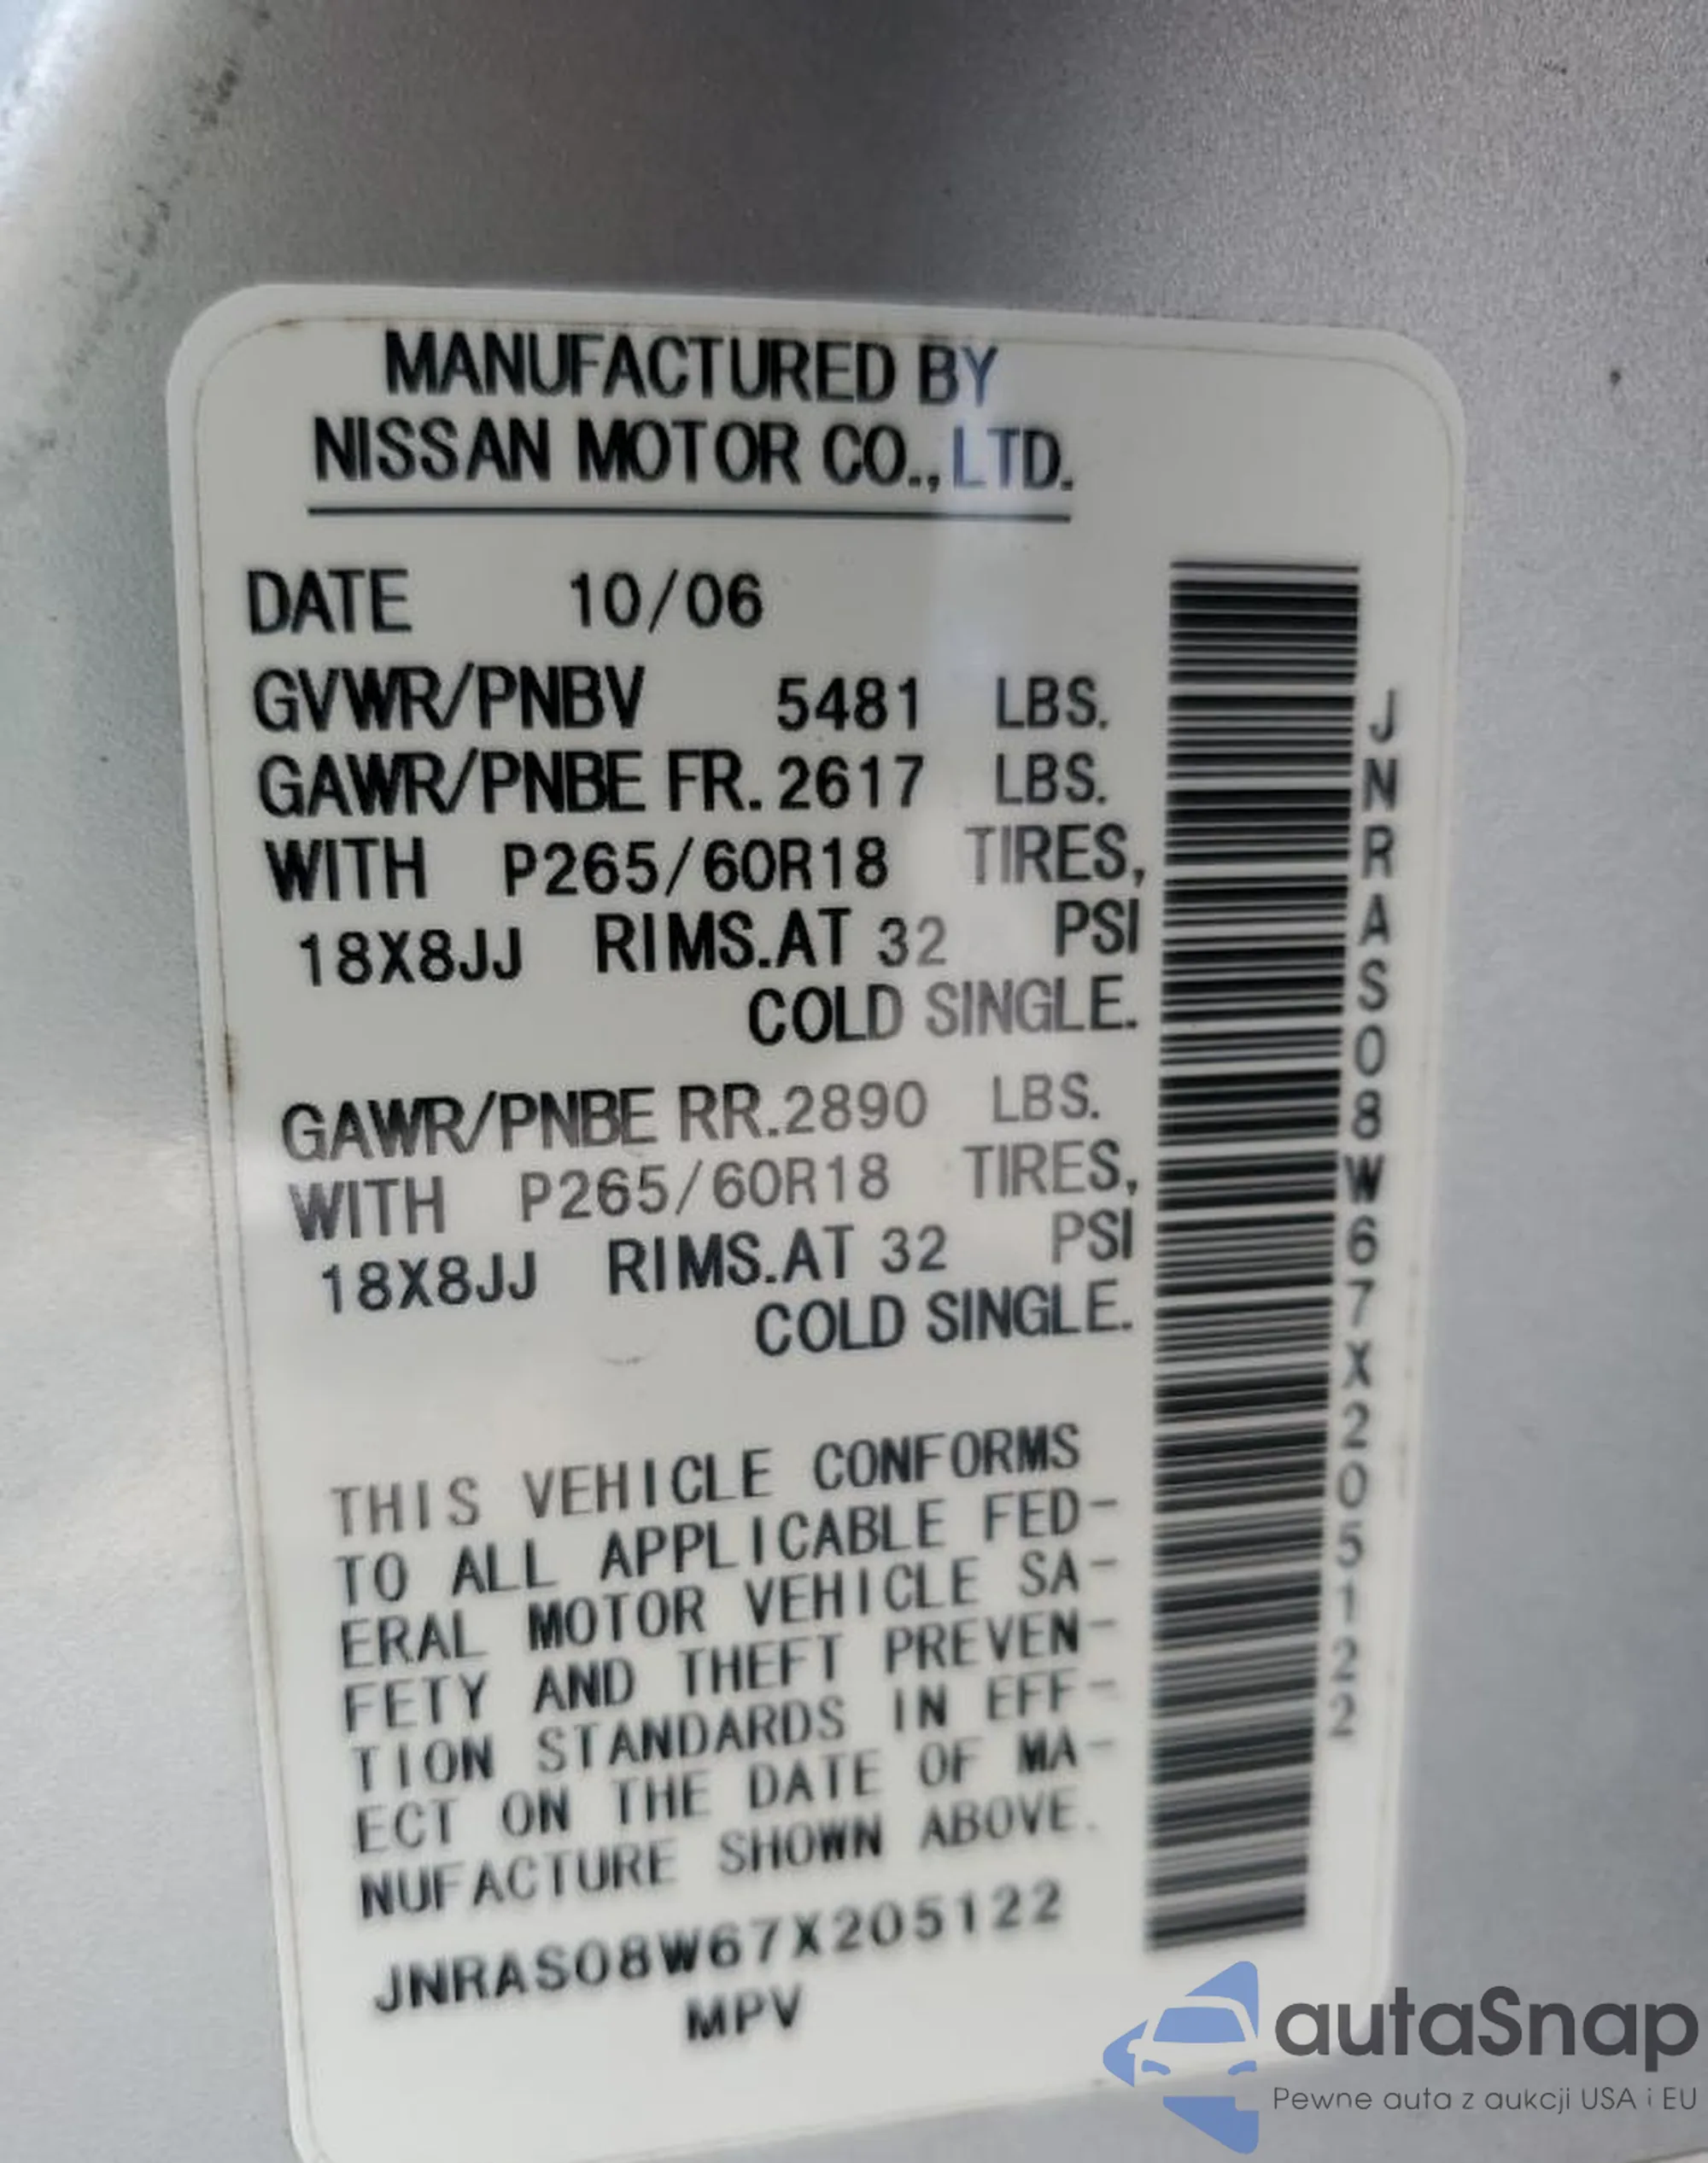 MANUFACTURED BY
NISSAN MOTOR CO., LTD.
DATE 10/06
GVWR/PNBV 5481 LBS.
GAWR/PNBE FR. 2617 LBS.
WITH P265/60R18 TIRES,
18X8JJ RIMS. AT 32 PSI
COLD SINGLE.
GAWR/PNBE RR. 2890 LBS.
WITH P265/60R18 TIRES,
18X8JJ RIMS. AT 32 PSI
COLD SINGLE.
THIS VEHICLE CONFORMS
TO ALL APPLICABLE FED-
ERAL MOTOR VEHICLE SA-
FETY AND THEFT PREVEN-
TION STANDARDS IN EFF-
ECT ON THE DATE OF MA-
NUFACTURE SHOWN ABOVE.
JNRAS08W67X205122
MPV
JNRAS08W67X205122
autaSnap
Pewne auta z aukcji USA i EU